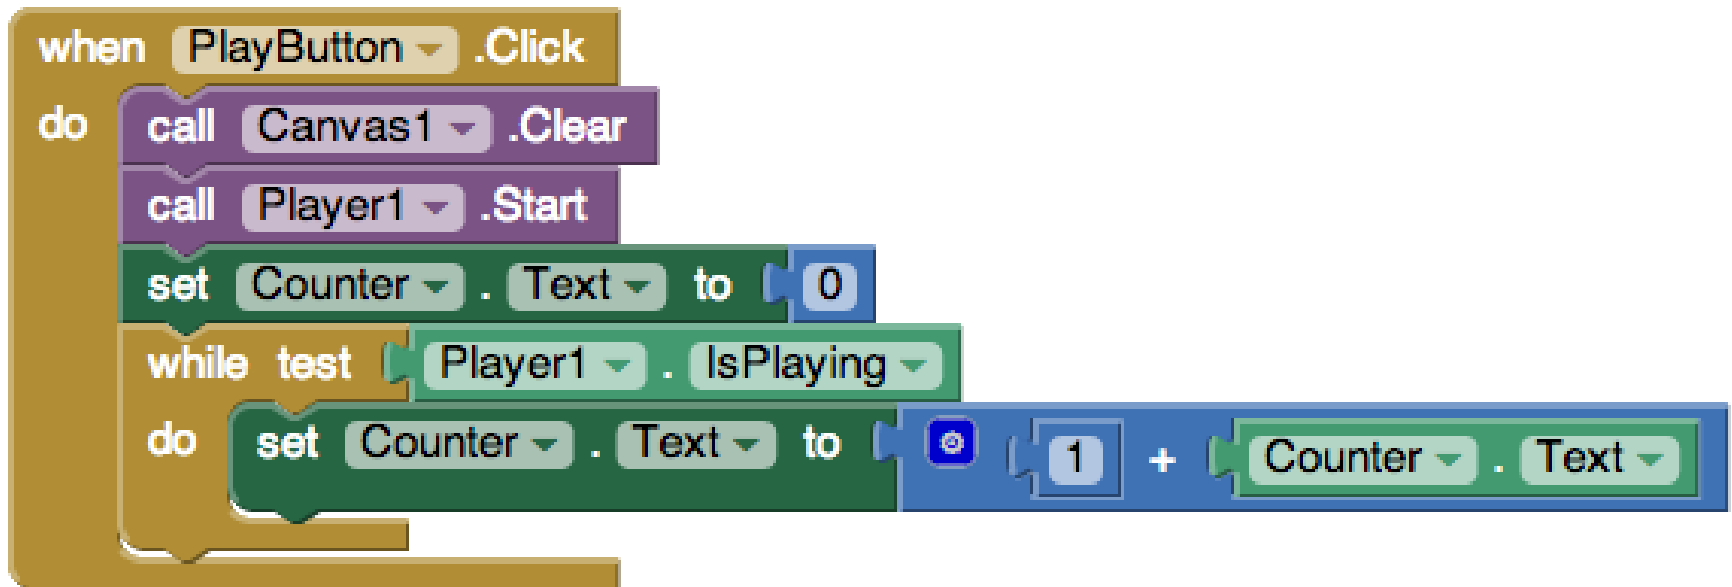 when PlayButton .Click
do call Canvas1 .Clear
call Player1 .Start
set Counter . Text to 0
while test Player1 . IsPlaying
do set Counter . Text to 1 + Counter . Text